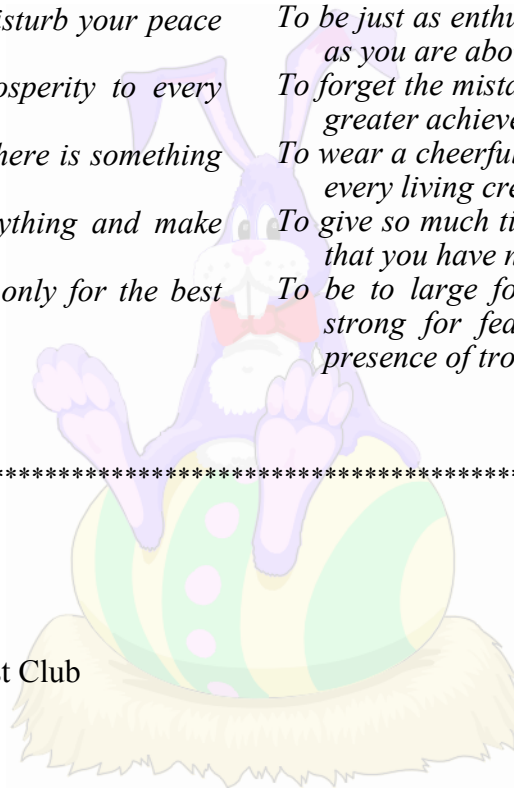 isturb your peace
osperity to every
here is something
ything and make
only for the best
To be just as enthu
as you are abo
To forget the mista
greater achieve
To wear a cheerful
every living cre
To give so much ti
that you have n
To be to large fo
strong for fea
presence of tro
***********************************************
t Club